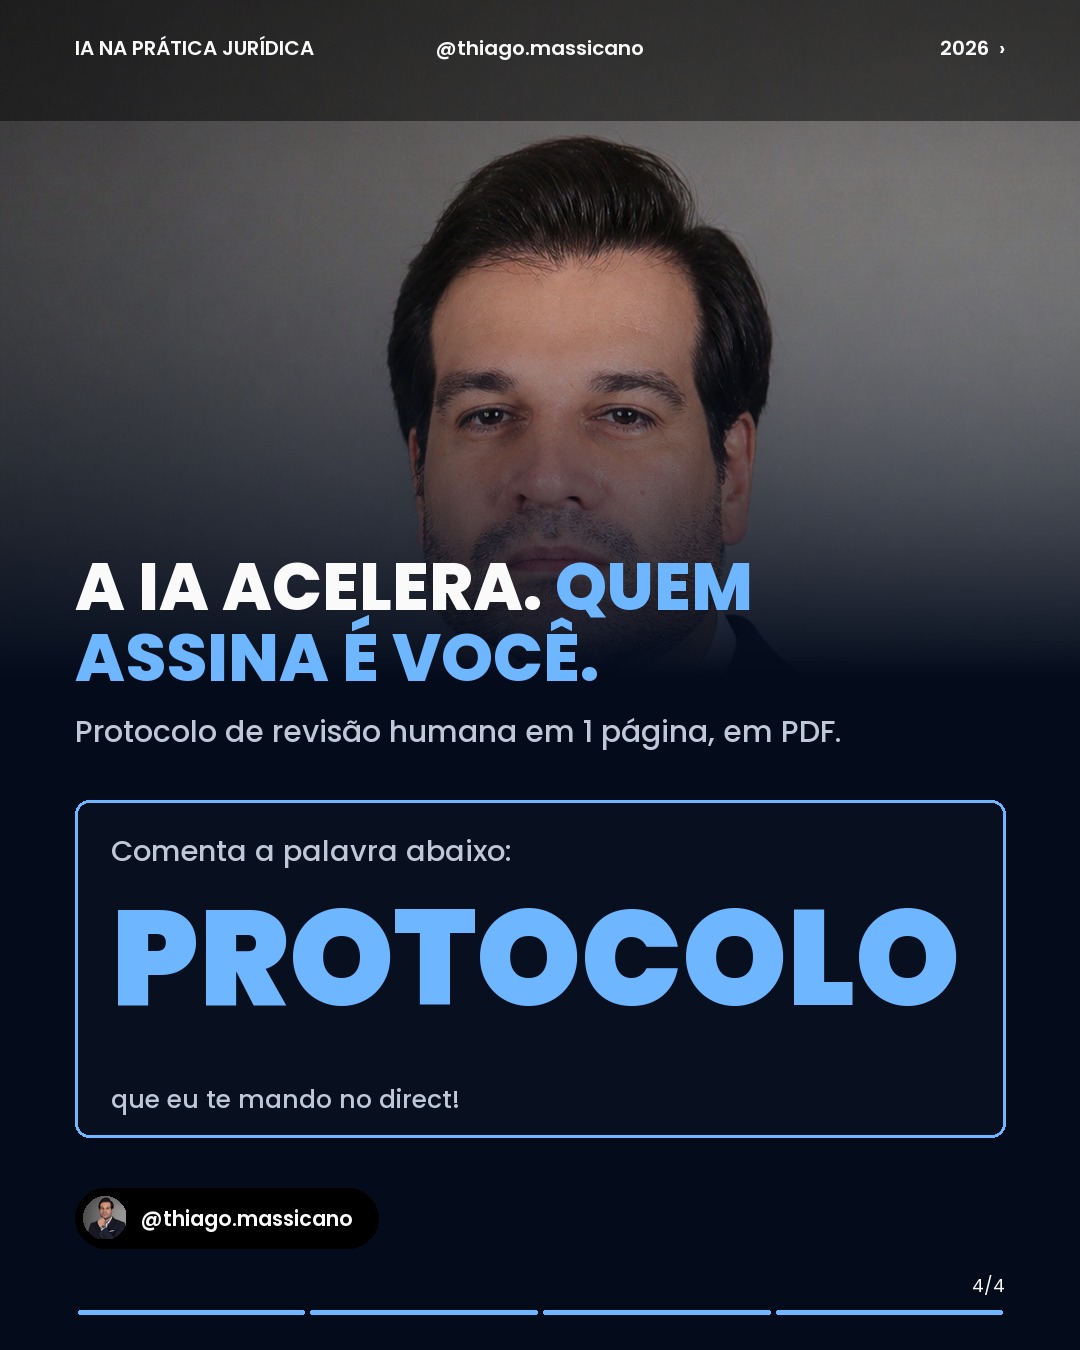 IA NA PRÁTICA JURÍDICA
@thiago.massicano
2026 ›
A IA ACELERA. QUEM
ASSINA É VOCÊ.
Protocolo de revisão humana em 1 página, em PDF.
Comenta a palavra abaixo:
PROTOCOLO
que eu te mando no direct!
@thiago.massicano
4/4